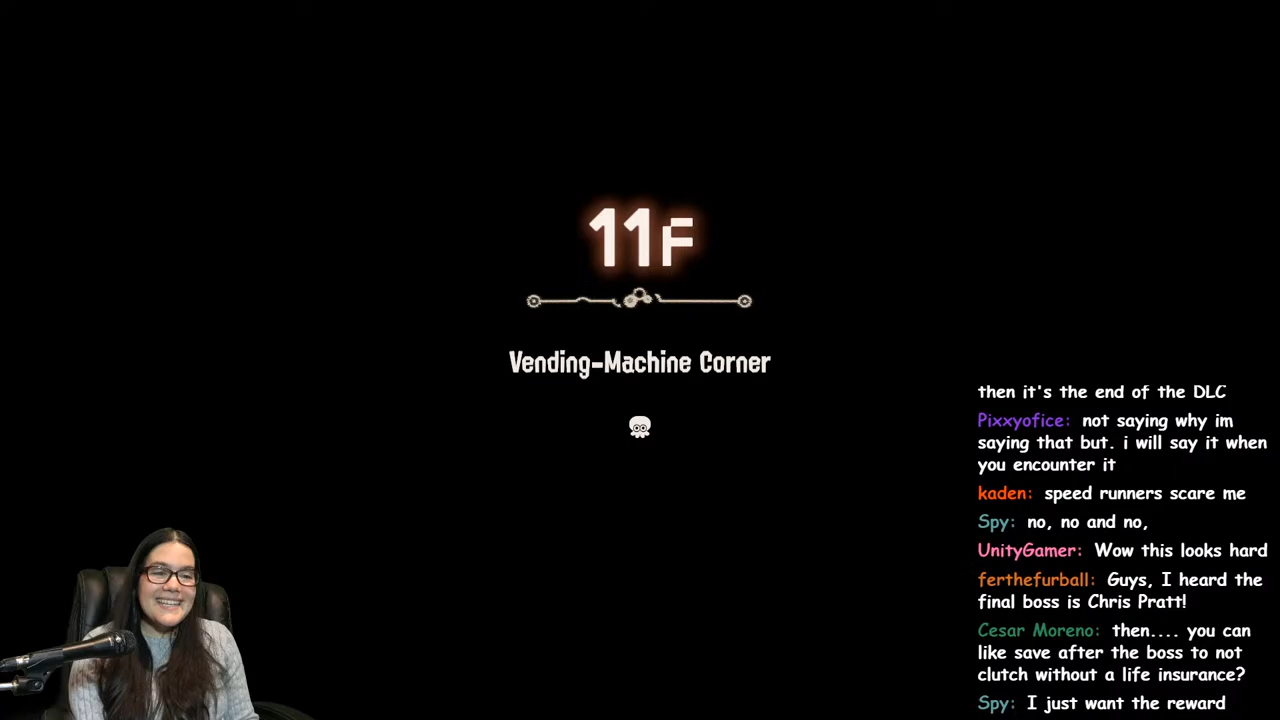 11F
Vending-Machine Corner
then it's the end of the DLC
Pixxyofice: not saying why im
saying that but. i will say it when
you encounter it
kaden: speed runners scare me
Spy: no, no and no,
UnityGamer: Wow this looks hard
ferthefurball: Guys, I heard the
final boss is Chris Pratt!
Cesar Moreno: then.... you can
like save after the boss to not
clutch without a life insurance?
Spy: I just want the reward